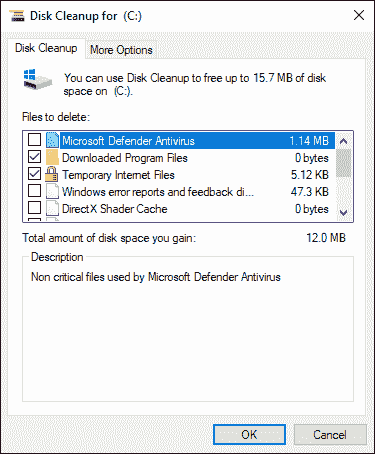 Disk Cleanup for (C:)
Disk Cleanup
More Options
You can use Disk Cleanup to free up to 15.7 MB of disk
space on (C:).
Files to delete:
Microsoft Defender Antivirus 1.14 MB
Downloaded Program Files 0 bytes
Temporary Internet Files 5.12 KB
Windows error reports and feedback di... 47.3 KB
DirectX Shader Cache 0 bytes
Total amount of disk space you gain: 12.0 MB
Description
Non critical files used by Microsoft Defender Antivirus
OK
Cancel